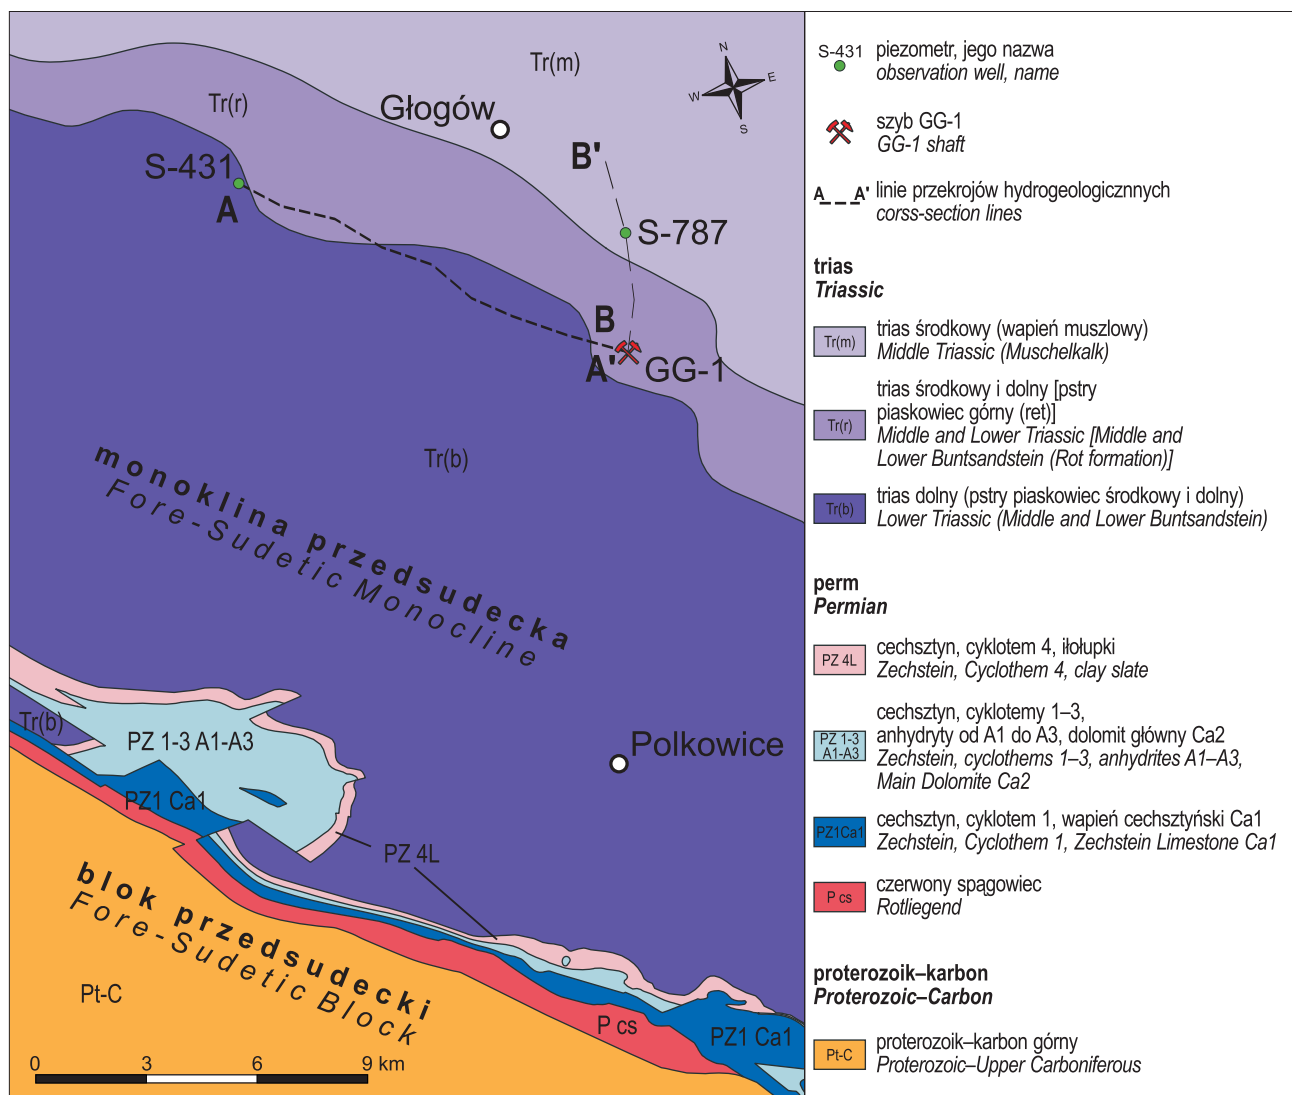 Tr(m)
Tr(r)
Głogów
N
E
W
S
S-431
A
B'
S-787
B
A'
GG-1
Tr(b)
monoklina przedsudecka
Fore-Sudetic Monocline
Tr(b)
PZ 1-3 A1-A3
PZ1 Ca1
Polkowice
PZ 4L
blok przedsudecki
Fore-Sudetic Block
Pt-C
P cs
PZ1 Ca1
0 3 6 9 km
S-431
piezometr, jego nazwa
observation well, name
szyb GG-1
GG-1 shaft
A A'
linie przekrojów hydrogeologicznnych
corss-section lines
trias
Triassic
Tr(m)
trias środkowy (wapień muszlowy)
Middle Triassic (Muschelkalk)
Tr(r)
trias środkowy i dolny [pstry
piaskowiec górny (ret)]
Middle and Lower Triassic [Middle and
Lower Buntsandstein (Rot formation)]
Tr(b)
trias dolny (pstry piaskowiec środkowy i dolny)
Lower Triassic (Middle and Lower Buntsandstein)
perm
Permian
PZ 4L
cechsztyn, cyklotem 4, iłołupki
Zechstein, Cyclothem 4, clay slate
PZ 1-3
A1-A3
cechsztyn, cyklotemy 1–3,
anhydryty od A1 do A3, dolomit główny Ca2
Zechstein, cyclothems 1–3, anhydrites A1–A3,
Main Dolomite Ca2
PZ1Ca1
cechsztyn, cyklotem 1, wapień cechsztyński Ca1
Zechstein, Cyclothem 1, Zechstein Limestone Ca1
P cs
czerwony spągowiec
Rotliegend
proterozoik–karbon
Proterozoic–Carbon
Pt-C
proterozoik–karbon górny
Proterozoic–Upper Carboniferous